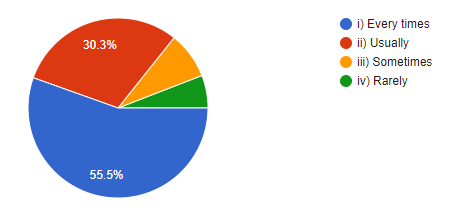 30.3%
55.5%
i) Every times
ii) Usually
iii) Sometimes
iv) Rarely